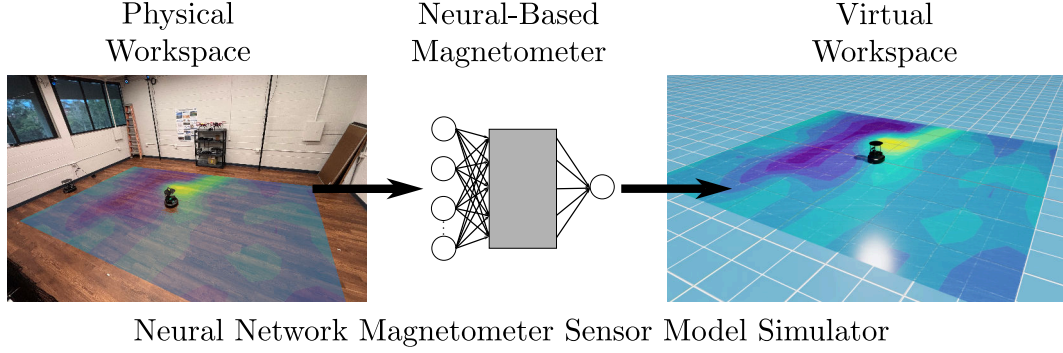 Physical
Workspace
Neural-Based
Magnetometer
Virtual
Workspace
Neural Network Magnetometer Sensor Model Simulator